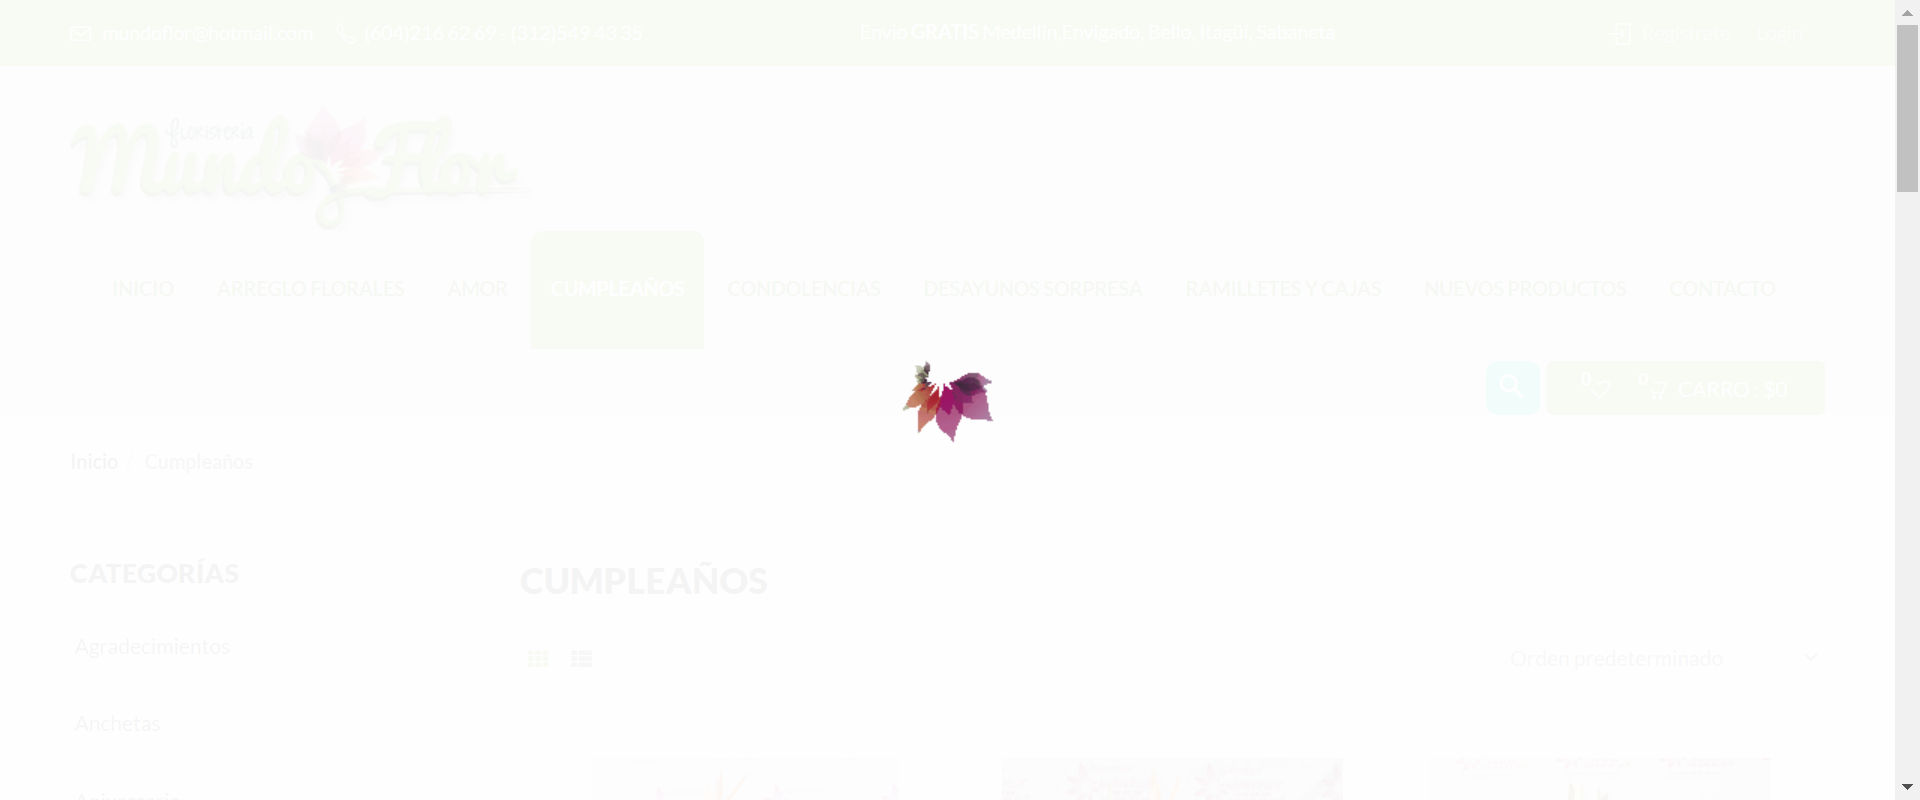 mundoflor@hotmail.com (604)216 62 69 (312)549 43 35 Envío GRATIS Medellín,Envigado, Bello, Itagüí, Sabaneta Registrate Login
floristería
Mundo Flor
INICIO ARREGLO FLORALES AMOR CUMPLEAÑOS CONDOLENCIAS DESAYUNOS SORPRESA RAMILLETES Y CAJAS NUEVOS PRODUCTOS CONTACTO
0 0 CARRO : $0
Inicio / Cumpleaños
CATEGORÍAS
CUMPLEAÑOS
Agradecimientos
Orden predeterminado
Anchetas